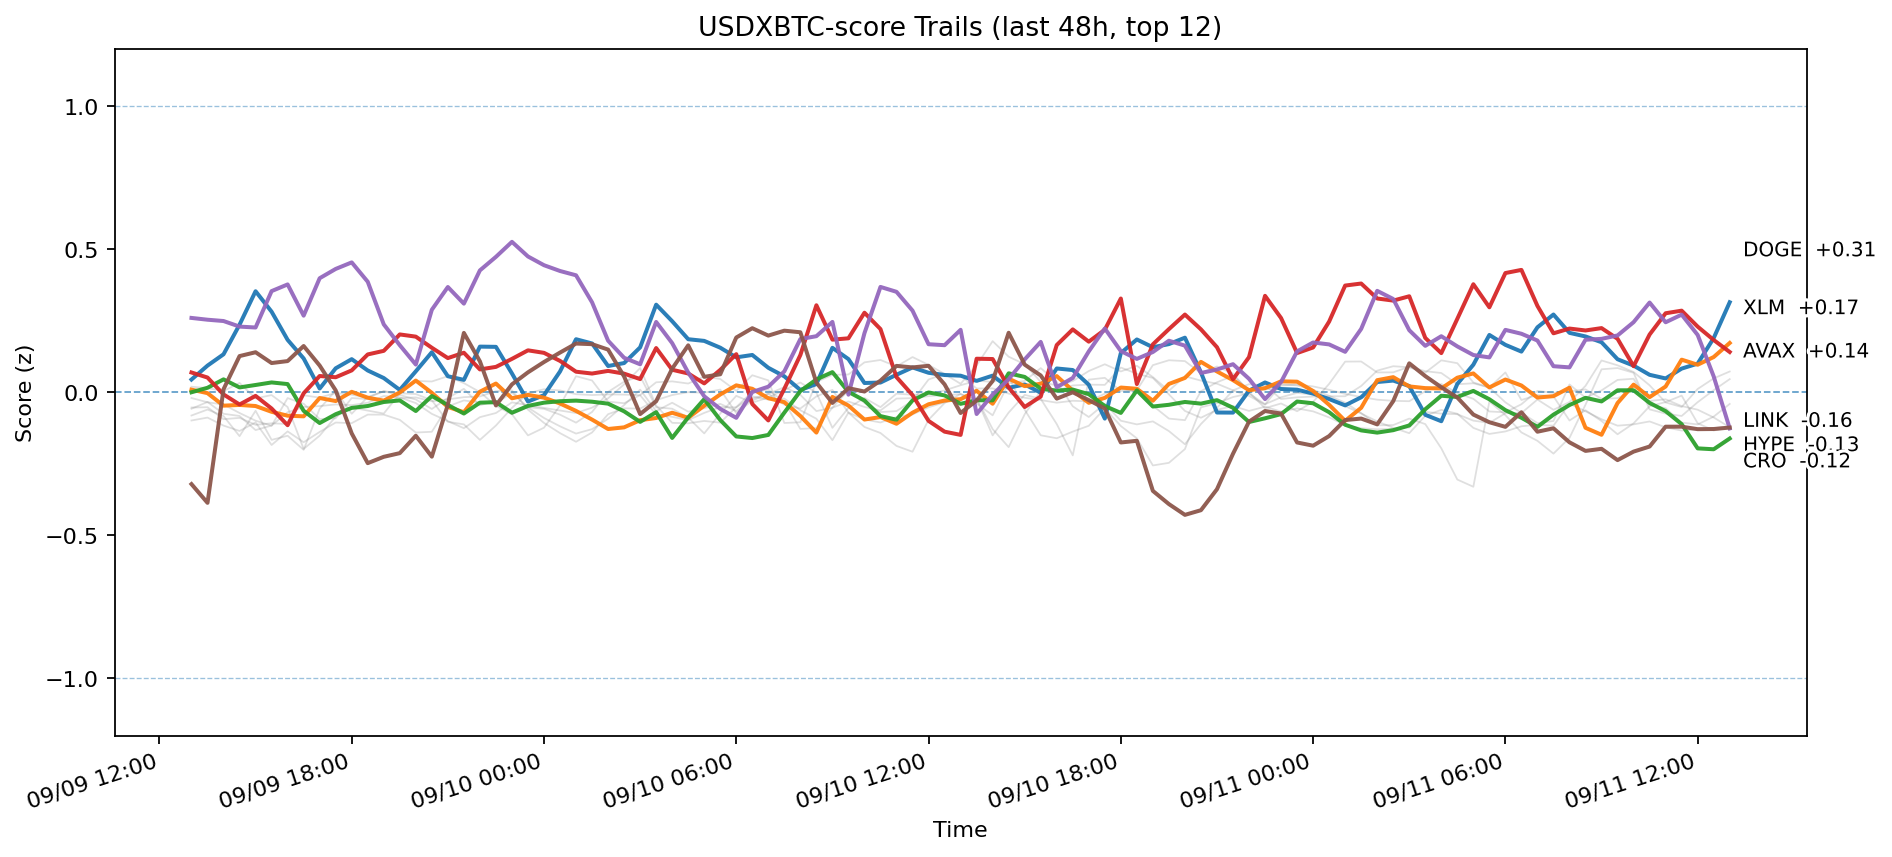 USDXBTC-score Trails (last 48h, top 12)
Score (z)
1.0
0.5
0.0
−0.5
−1.0
DOGE +0.31
XLM +0.17
AVAX +0.14
LINK -0.16
HYPE -0.13
CRO -0.12
09/09 12:00
09/09 18:00
09/10 00:00
09/10 06:00
09/10 12:00
09/10 18:00
09/11 00:00
09/11 06:00
09/11 12:00
Time